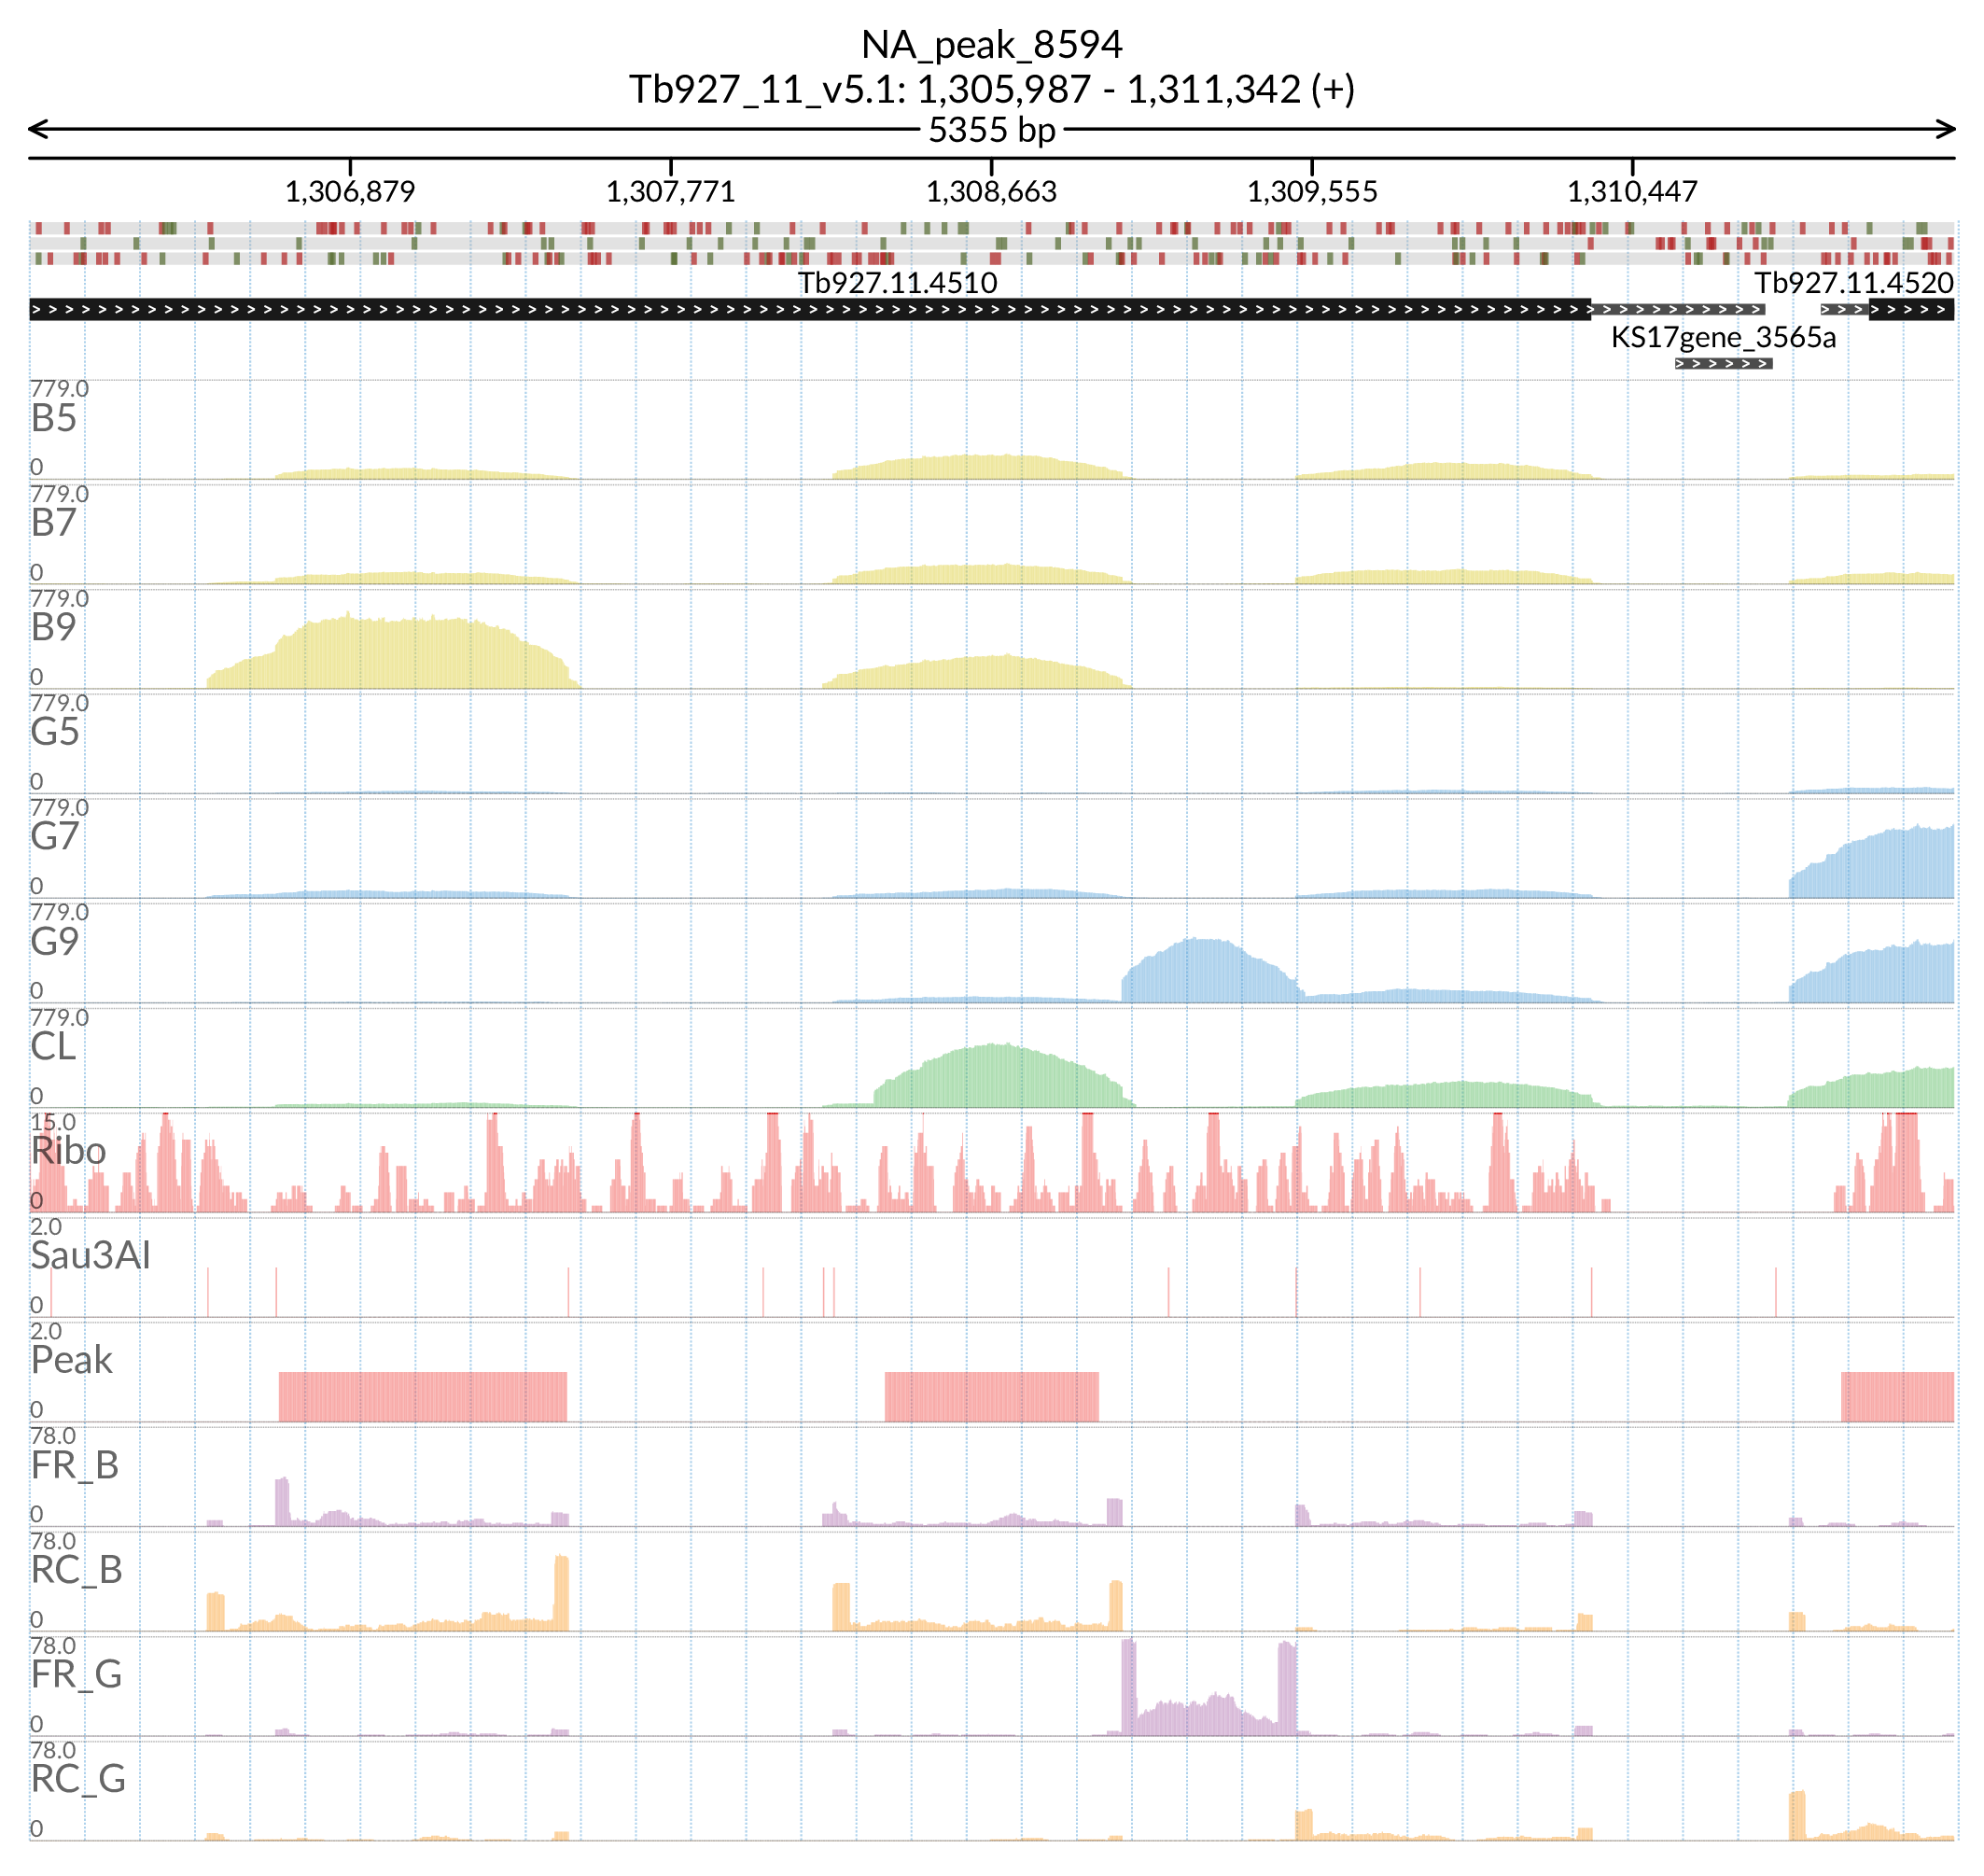 NA_peak_8594
Tb927_11_v5.1: 1,305,987 - 1,311,342 (+)
5355 bp
1,306,879 1,307,771 1,308,663 1,309,555 1,310,447
Tb927.11.4510 Tb927.11.4520
KS17gene_3565a
779.0
B5
0
779.0
B7
0
779.0
B9
0
779.0
G5
0
779.0
G7
0
779.0
G9
0
779.0
CL
0
15.0
Ribo
0
2.0
Sau3AI
0
2.0
Peak
0
78.0
FR_B
0
78.0
RC_B
0
78.0
FR_G
0
78.0
RC_G
0